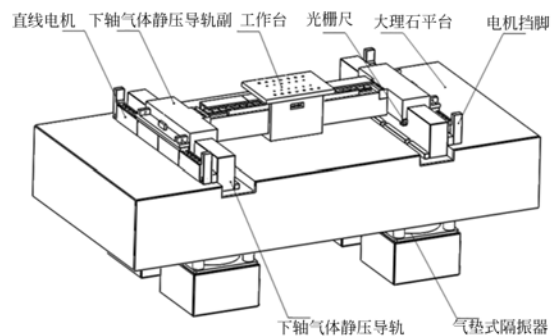 直线电机
下轴气体静压导轨副
工作台
光栅尺
大理石平台
电机挡脚
下轴气体静压导轨
气垫式隔振器